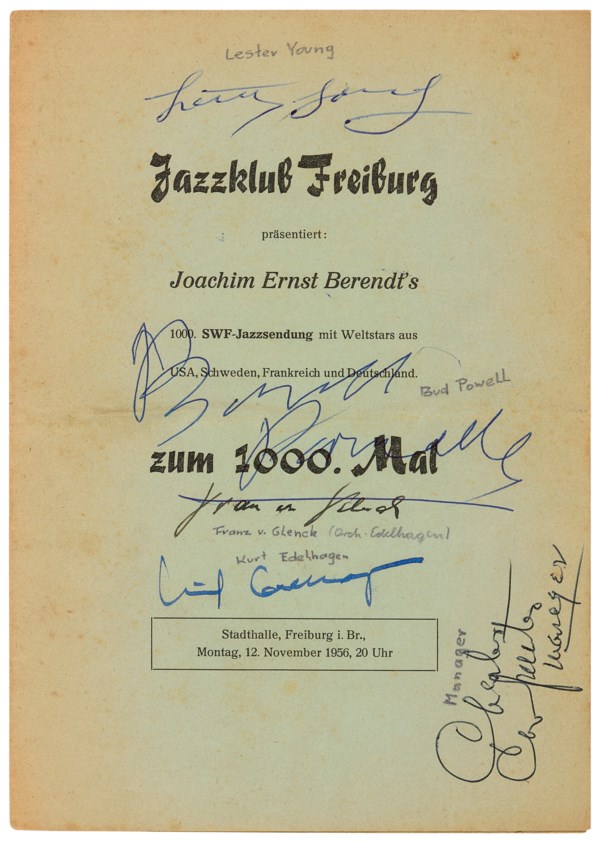 Lester Young
Lester Young
Jazzklub Freiburg
präsentiert:
Joachim Ernst Berendt's
1000. SWF-Jazzsendung mit Weltstars aus
USA, Schweden, Frankreich und Deutschland.
Bud Powell
zum 1000. Mal
Franz v. Glenck (Orch. Edelhagen)
Kurt Edelhagen
Stadthalle, Freiburg i. Br.,
Montag, 12. November 1956, 20 Uhr
Manager